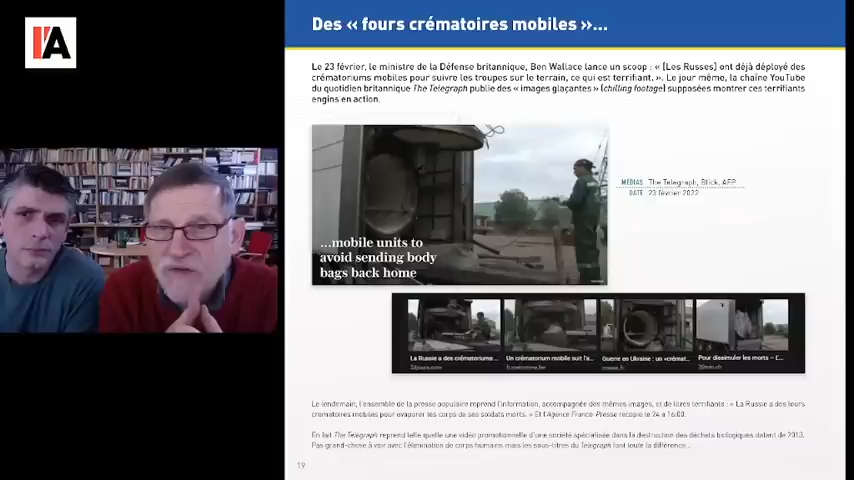 I'A
Des « fours crématoires mobiles »...
Le 23 février, le ministre de la Défense britannique, Ben Wallace lance un scoop : « [Les Russes] ont déjà déployé des
crématoriums mobiles pour suivre les troupes sur le terrain, ce qui est terrifiant. ». Le jour même, la chaîne YouTube
du quotidien britannique The Telegraph publie des « images glaçantes » (chilling footage) supposées montrer ces terrifiants
engins en action.
...mobile units to
avoid sending body
bags back home
MÉDIAS The Telegraph, Blick, AFP
DATE 23 février 2022
La Russie a des crématoriums...
Un crématorium mobile suit l'a...
Guerre en Ukraine : un «crémat...
Pour dissimuler les morts – L'...
Le lendemain, l'ensemble de la presse populaire reprend l'information, accompagnée des mêmes images, et de titres terrifiants : « La Russie a des fours
crématoires mobiles pour évaporer les corps de ses soldats morts. » Et l'Agence France-Presse recopie le 24 à 16:00.
En fait The Telegraph reprend telle quelle une vidéo promotionnelle d'une société spécialisée dans la destruction des déchets biologiques datant de 2013.
Pas grand-chose à voir avec l'élimination de corps humains mais les sous-titres du Telegraph font toute la différence...
19